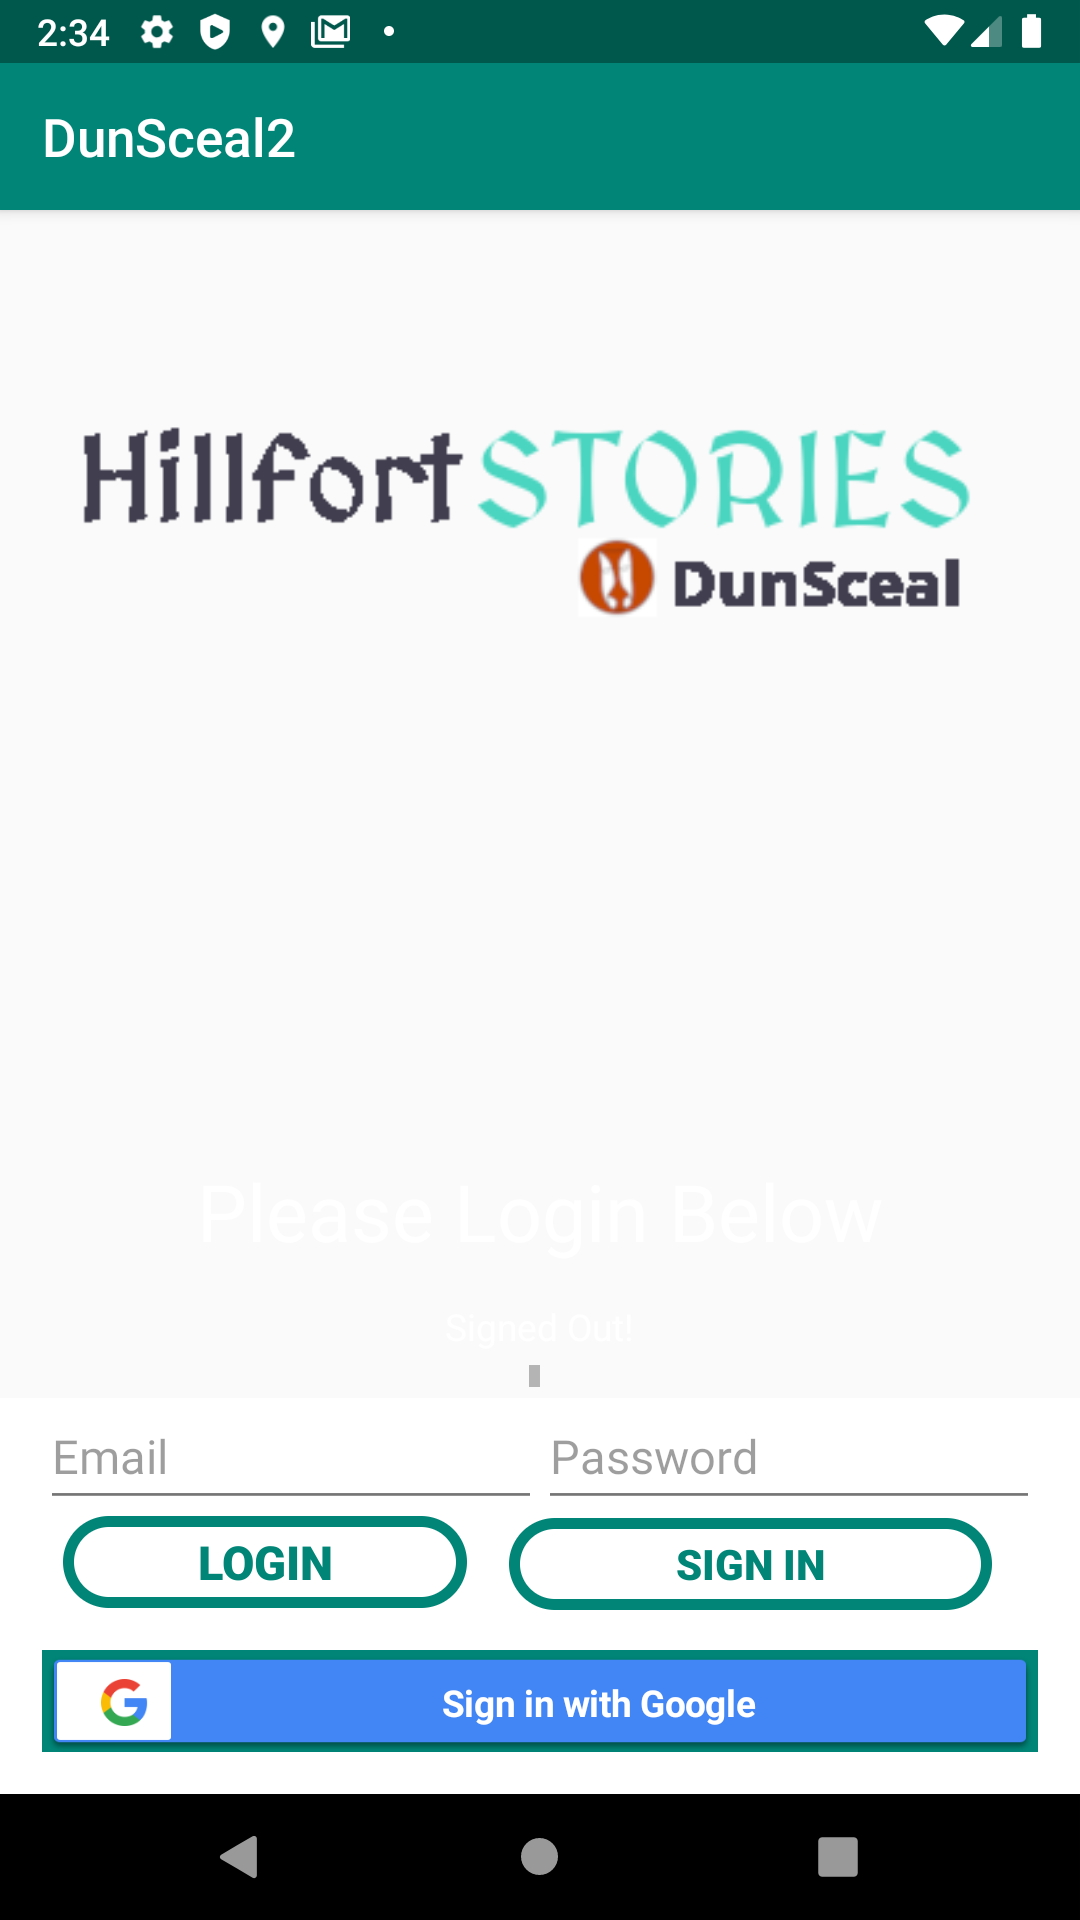 2:34
DunSceal2
Hillfort STORIES
DunSceal
Please Login Below
Signed Out!
Email Password
LOGIN SIGN IN
Sign in with Google